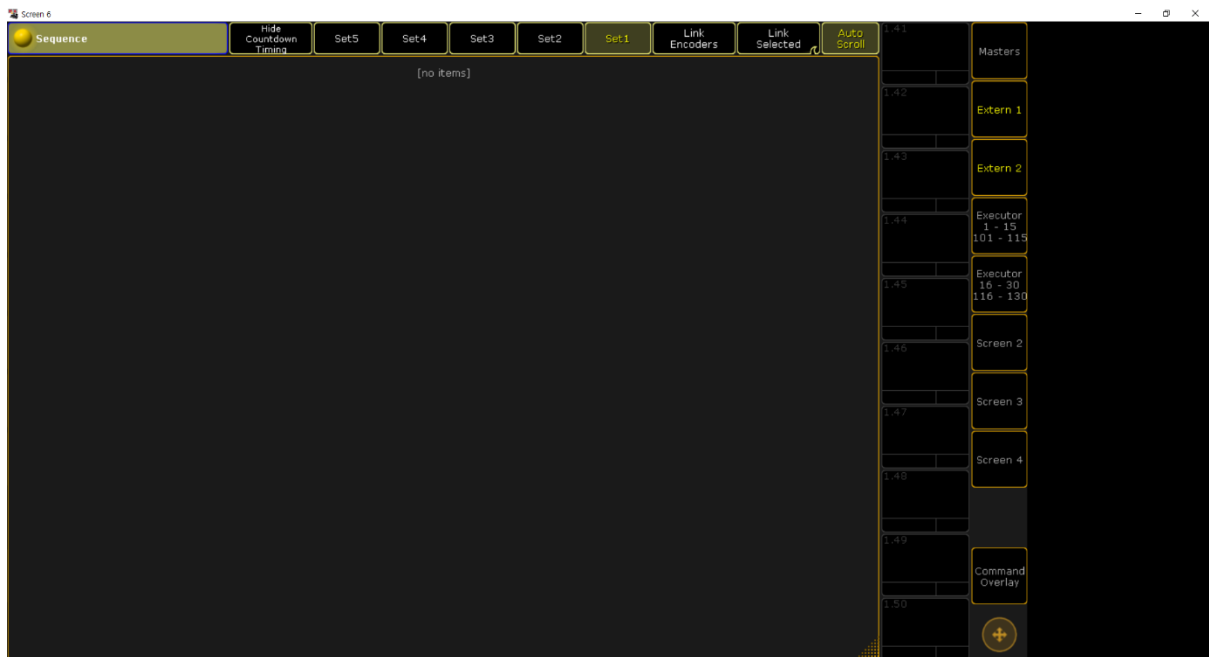 Screen 6
Sequence
Hide
Countdown
Timing
Set5
Set4
Set3
Set2
Set1
Link
Encoders
Link
Selected
Auto
Scroll
[no items]
1.41
1.42
1.43
1.44
1.45
1.46
1.47
1.48
1.49
1.50
Masters
Extern 1
Extern 2
Executor
1 - 15
101 - 115
Executor
16 - 30
116 - 130
Screen 2
Screen 3
Screen 4
Command
Overlay